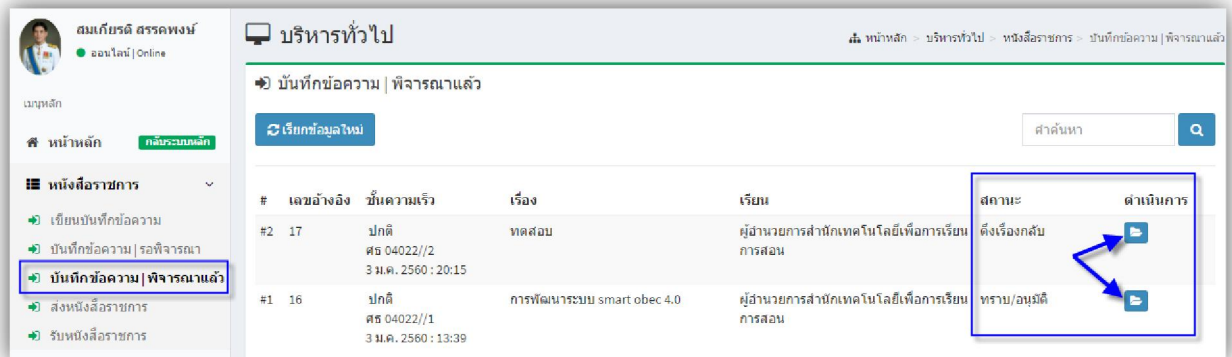 สมเกียรติ สรรคพงษ์
ออนไลน์ | Online
เมนูหลัก
หน้าหลัก กลับระบบหลัก
หนังสือราชการ
เขียนบันทึกข้อความ
บันทึกข้อความ | รอพิจารณา
บันทึกข้อความ | พิจารณาแล้ว
ส่งหนังสือราชการ
รับหนังสือราชการ
บริหารทั่วไป
หน้าหลัก > บริหารทั่วไป > หนังสือราชการ > บันทึกข้อความ | พิจารณาแล้ว
บันทึกข้อความ | พิจารณาแล้ว
เรียกข้อมูลใหม่
คำค้นหา
# เลขอ้างอิง ชั้นความเร็ว เรื่อง เรียน สถานะ ดำเนินการ
#2 17 ปกติ ทดสอบ ผู้อำนวยการสำนักเทคโนโลยีเพื่อการเรียน ดึงเรื่องกลับ
ศธ 04022//2 การสอน
3 ม.ค. 2560 : 20:15
#1 16 ปกติ การพัฒนาระบบ smart obec 4.0 ผู้อำนวยการสำนักเทคโนโลยีเพื่อการเรียน ทราบ/อนุมัติ
ศธ 04022//1 การสอน
3 ม.ค. 2560 : 13:39